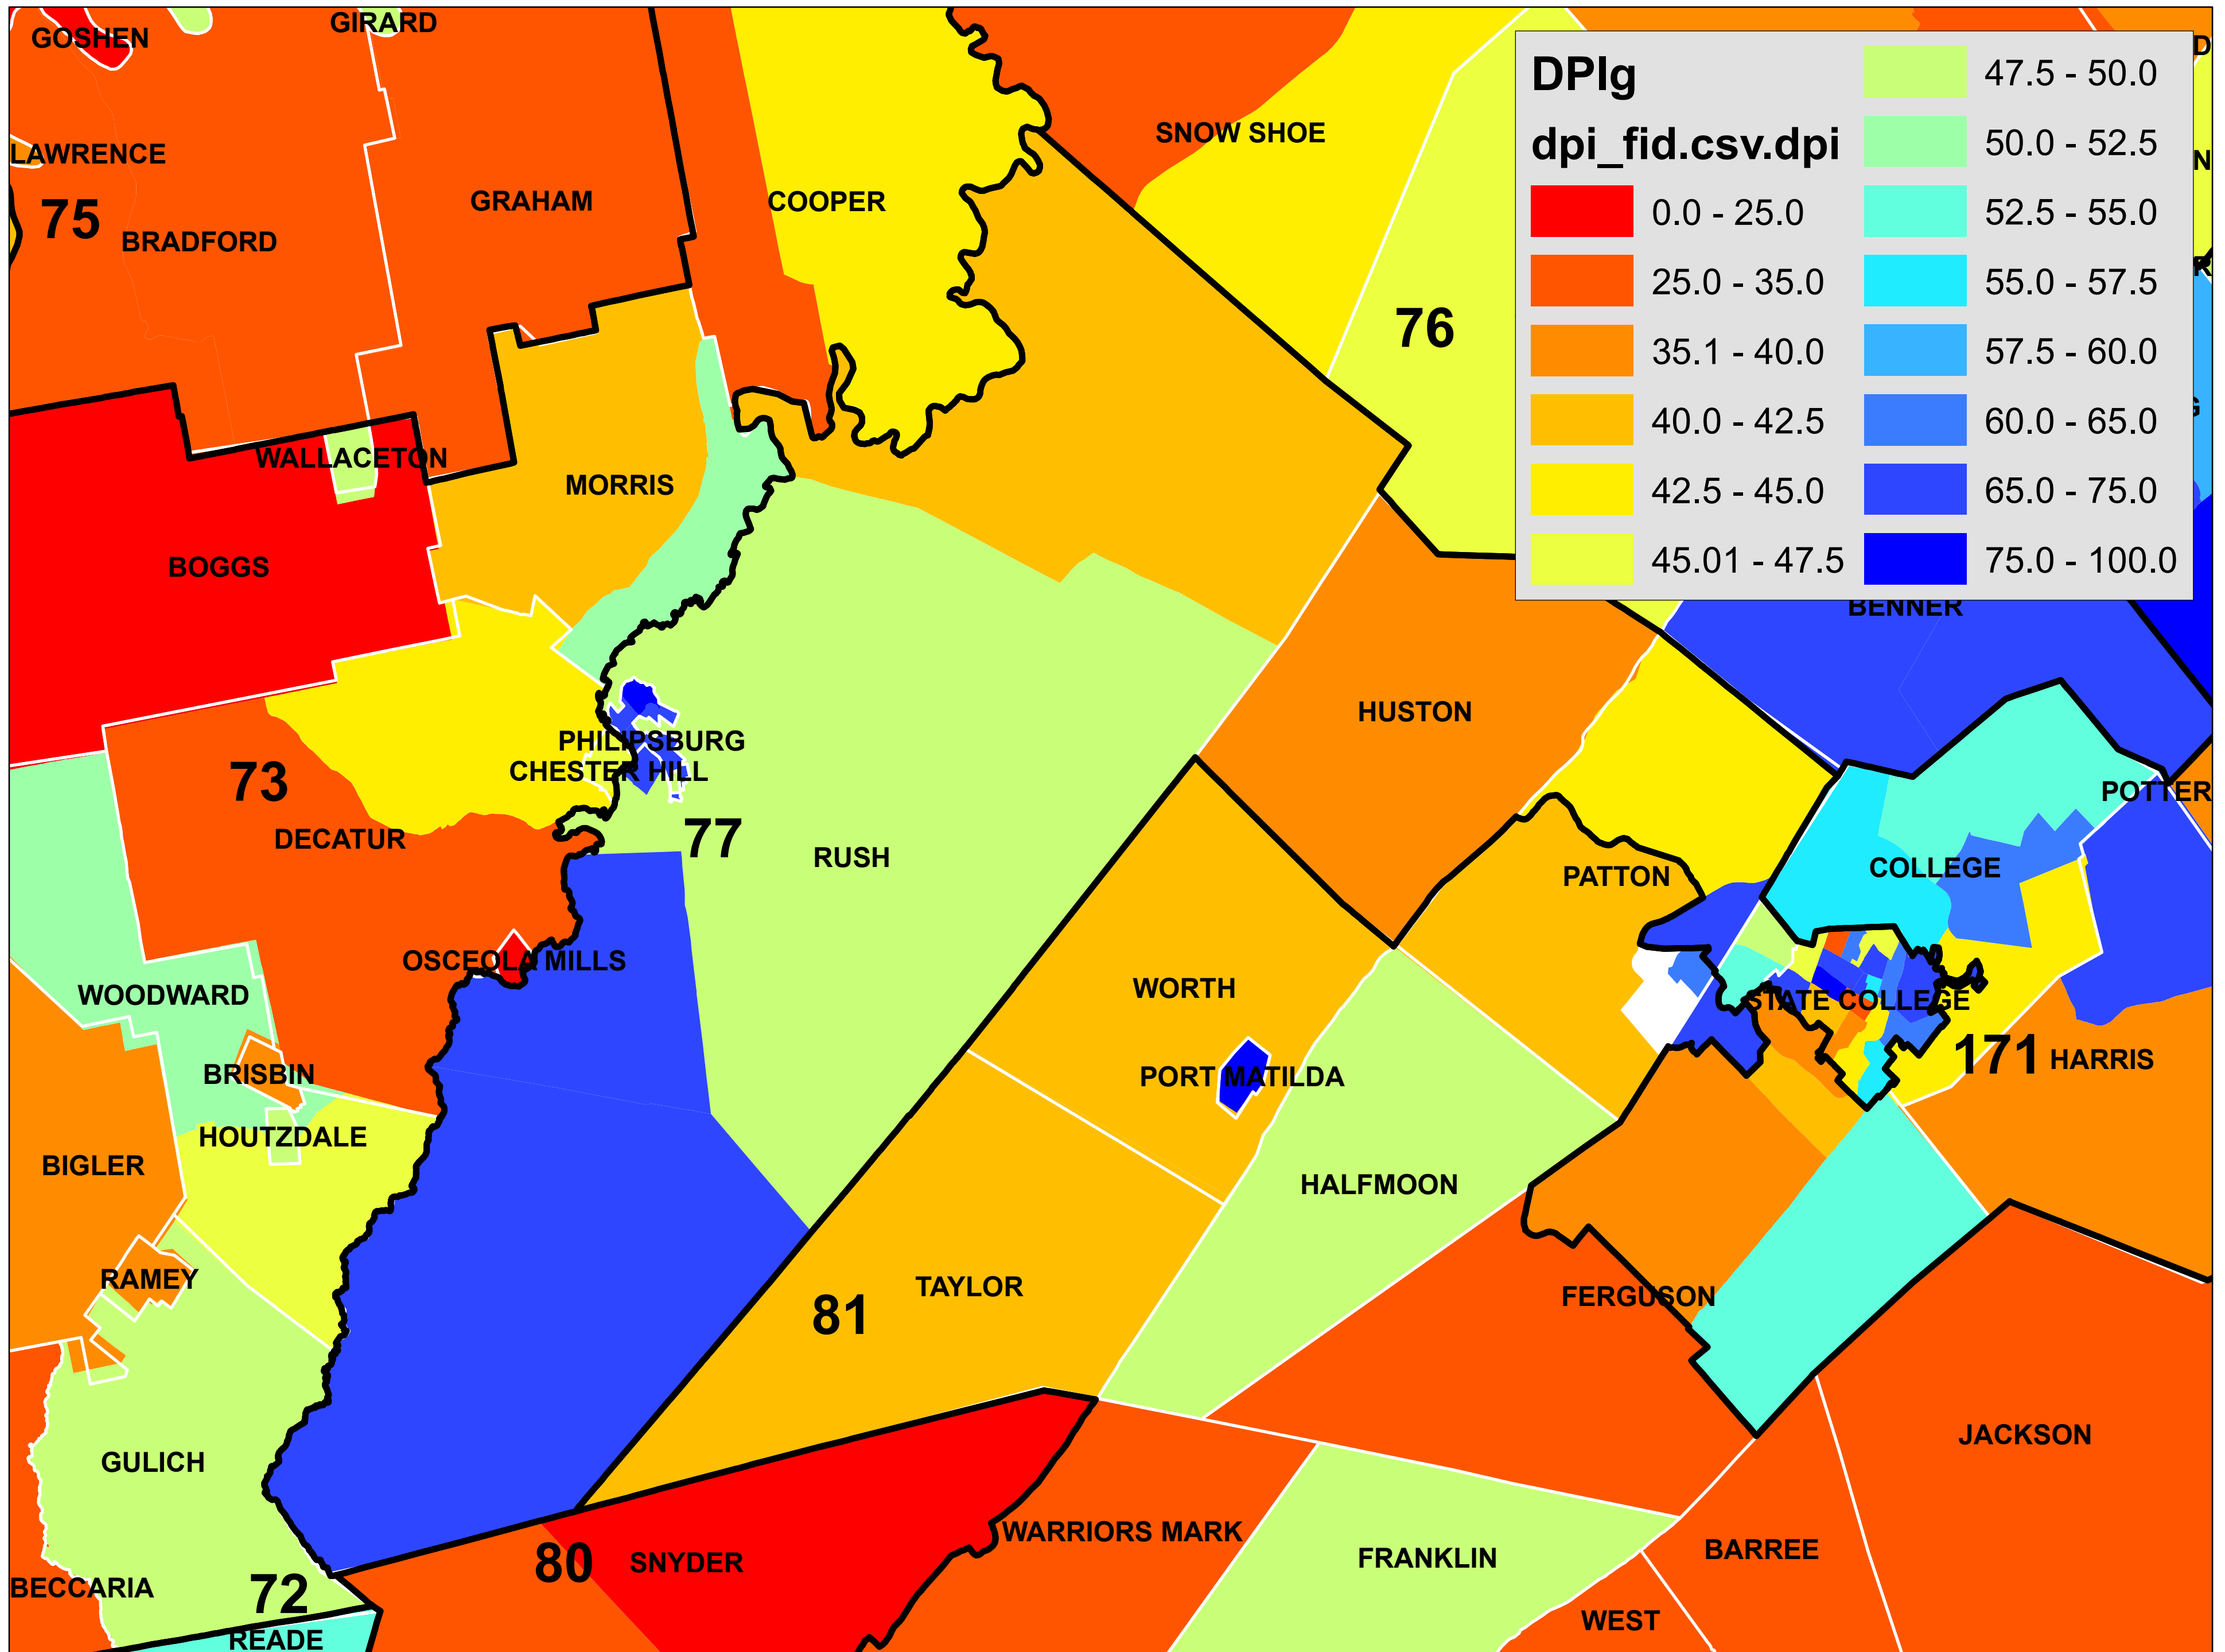 GOSHEN
GIRARD
LAWRENCE
75
BRADFORD
GRAHAM
COOPER
SNOW SHOE
76
DPIg
dpi_fid.csv.dpi
0.0 - 25.0
25.0 - 35.0
35.1 - 40.0
40.0 - 42.5
42.5 - 45.0
45.01 - 47.5
47.5 - 50.0
50.0 - 52.5
52.5 - 55.0
55.0 - 57.5
57.5 - 60.0
60.0 - 65.0
65.0 - 75.0
75.0 - 100.0
WALLACETON
MORRIS
BOGGS
BENNER
HUSTON
PHILIPSBURG
CHESTER HILL
73
DECATUR
77
RUSH
POTTER
COLLEGE
PATTON
OSCEOLA MILLS
WORTH
WOODWARD
STATE COLLEGE
171
HARRIS
BRISBIN
PORT MATILDA
HOUTZDALE
BIGLER
HALFMOON
RAMEY
TAYLOR
81
FERGUSON
JACKSON
GULICH
WARRIORS MARK
80
SNYDER
FRANKLIN
BARREE
BECCARIA
72
WEST
READE